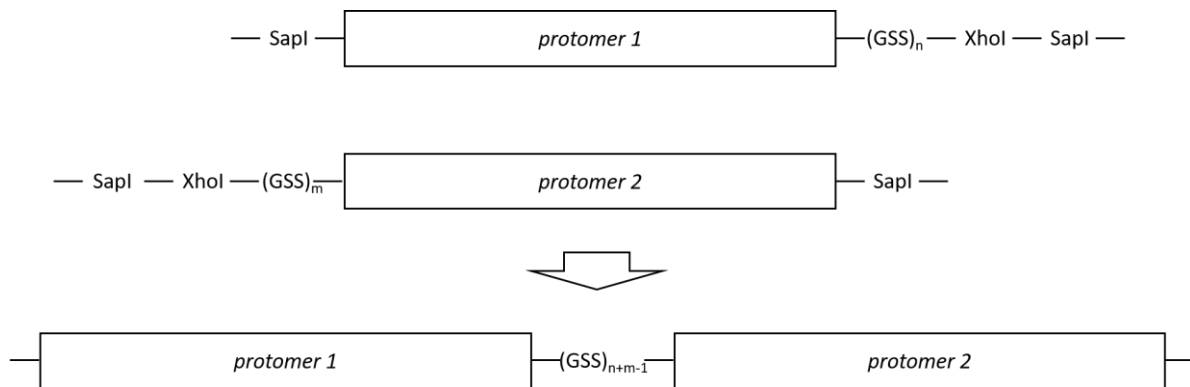 SapI protomer 1 (GSS)n XhoI SapI
SapI XhoI (GSS)m protomer 2 SapI
protomer 1 (GSS)n+m-1 protomer 2